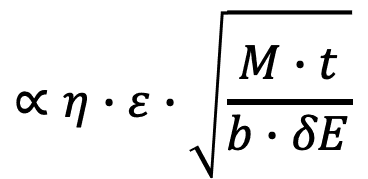 ∝ η · ε · √((M · t)/(b · δE))